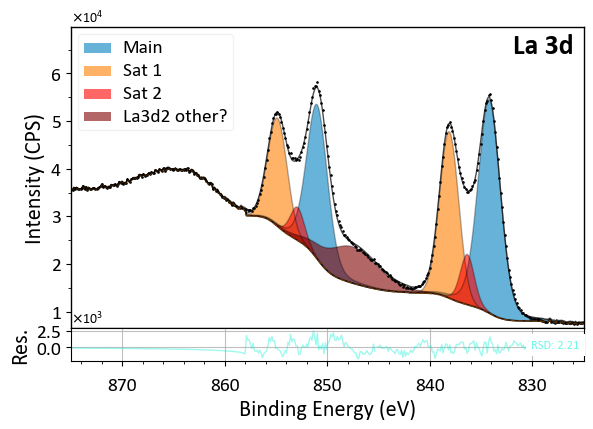 ×10⁴
La 3d
Main
Sat 1
Sat 2
La3d2 other?
Intensity (CPS)
6
5
4
3
2
1
×10³
Res.
2.5
0.0
RSD: 2.21
870 860 850 840 830
Binding Energy (eV)